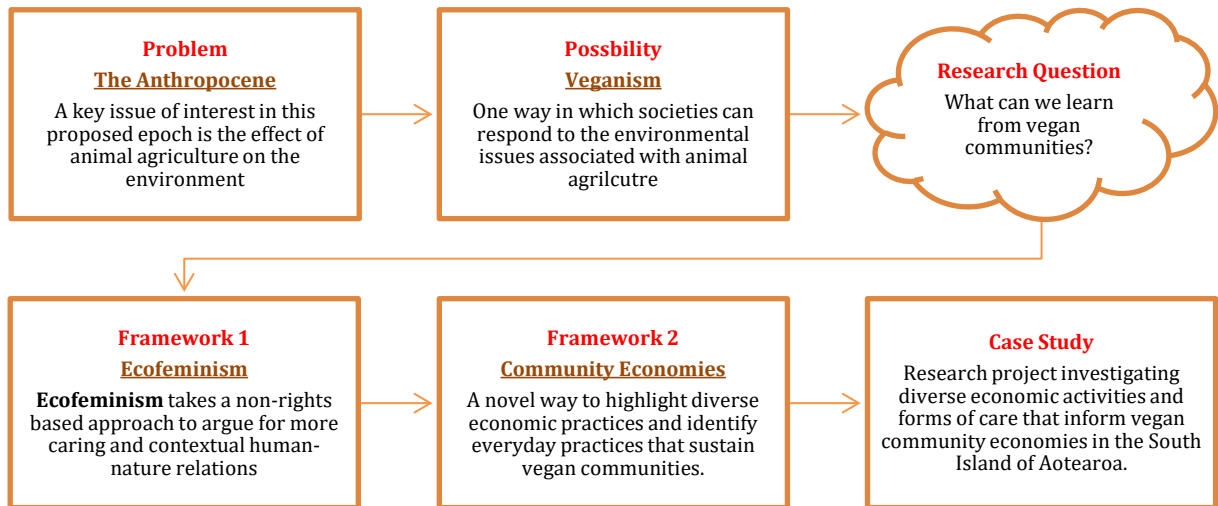 Problem
The Anthropocene
A key issue of interest in this
proposed epoch is the effect of
animal agriculture on the
environment
Possbility
Veganism
One way in which societies can
respond to the environmental
issues associated with animal
agrilcutre
Research Question
What can we learn
from vegan
communities?
Framework 1
Ecofeminism
Ecofeminism takes a non-rights
based approach to argue for more
caring and contextual human-
nature relations
Framework 2
Community Economies
A novel way to highlight diverse
economic practices and identify
everyday practices that sustain
vegan communities.
Case Study
Research project investigating
diverse economic activities and
forms of care that inform vegan
community economies in the South
Island of Aotearoa.